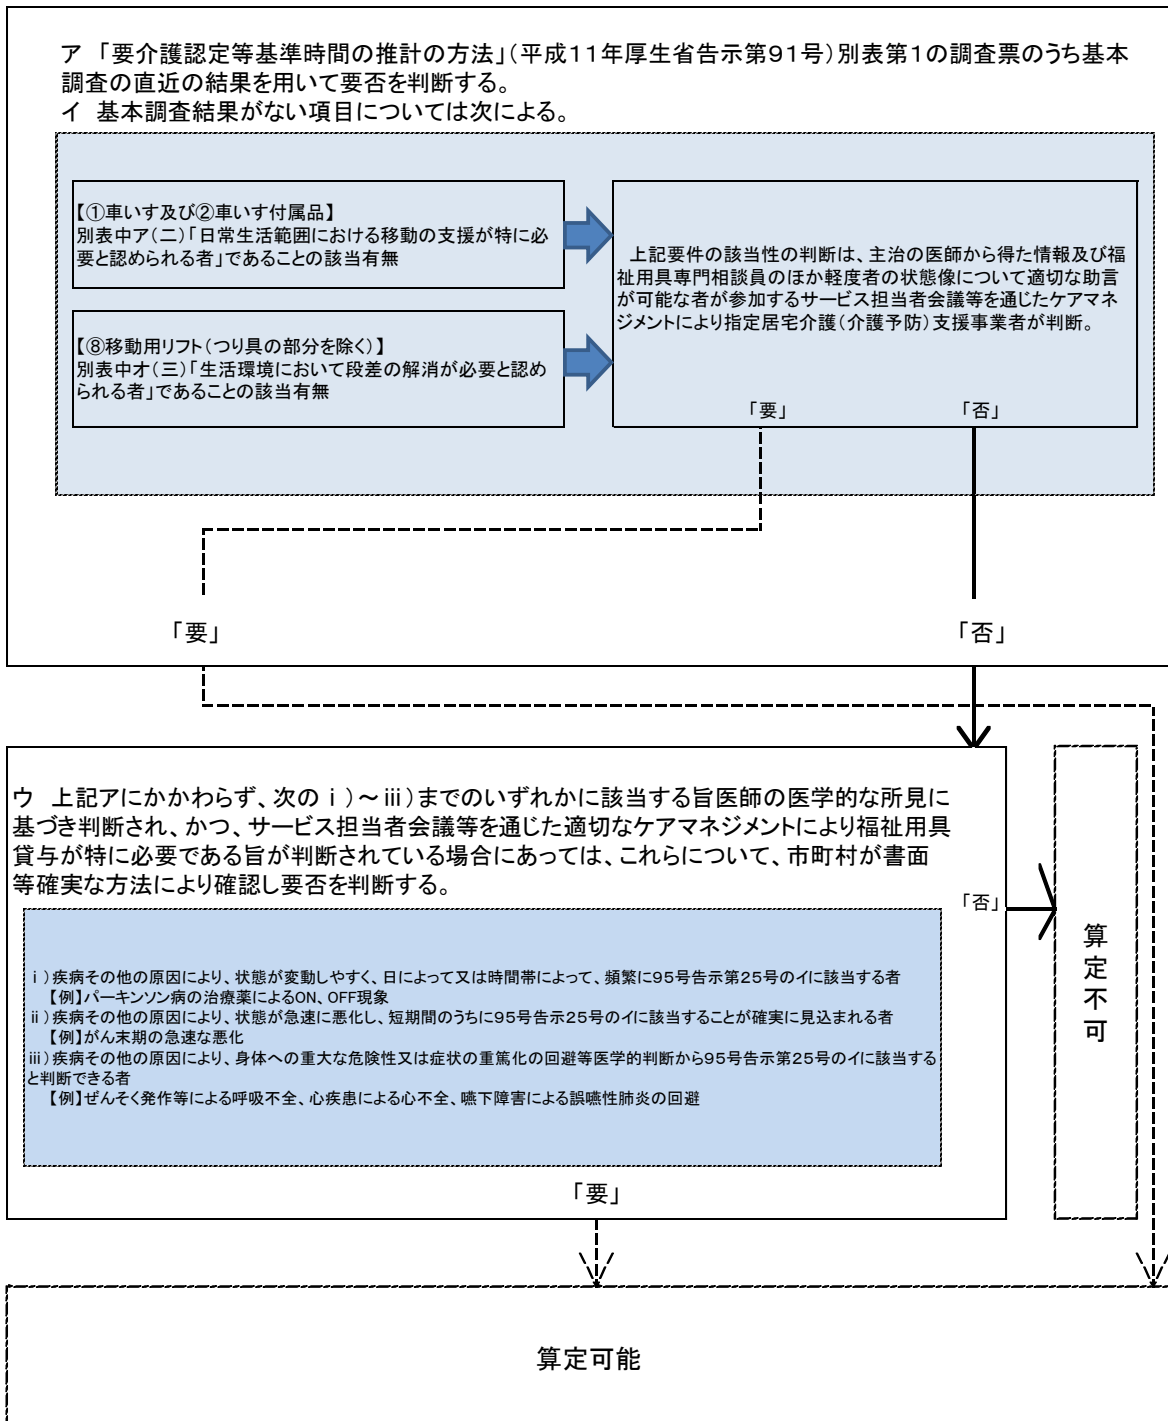 ア 「要介護認定等基準時間の推計の方法」（平成１１年厚生省告示第９１号）別表第１の調査票のうち基本
調査の直近の結果を用いて要否を判断する。
イ 基本調査結果がない項目については次による。
【①車いす及び②車いす付属品】
別表中ア（二）「日常生活範囲における移動の支援が特に必
要と認められる者」であることの該当有無
上記要件の該当性の判断は、主治の医師から得た情報及び福
祉用具専門相談員のほか軽度者の状態像について適切な助言
が可能な者が参加するサービス担当者会議等を通じたケアマネ
ジメントにより指定居宅介護（介護予防）支援事業者が判断。
【⑧移動用リフト（つり具の部分を除く）】
別表中オ（三）「生活環境において段差の解消が必要と認め
られる者」であることの該当有無
「要」 「否」
「要」 「否」
ウ 上記アにかかわらず、次のⅰ）～ⅲ）までのいずれかに該当する旨医師の医学的な所見に
基づき判断され、かつ、サービス担当者会議等を通じた適切なケアマネジメントにより福祉用具
貸与が特に必要である旨が判断されている場合にあっては、これらについて、市町村が書面
等確実な方法により確認し要否を判断する。
「否」
算定不可
ⅰ）疾病その他の原因により、状態が変動しやすく、日によって又は時間帯によって、頻繁に９５号告示第２５号のイに該当する者
【例】パーキンソン病の治療薬によるON、OFF現象
ⅱ）疾病その他の原因により、状態が急速に悪化し、短期間のうちに９５号告示２５号のイに該当することが確実に見込まれる者
【例】がん末期の急速な悪化
ⅲ）疾病その他の原因により、身体への重大な危険性又は症状の重篤化の回避等医学的判断から９５号告示第２５号のイに該当する
と判断できる者
【例】ぜんそく発作等による呼吸不全、心疾患による心不全、嚥下障害による誤嚥性肺炎の回避
「要」
算定可能